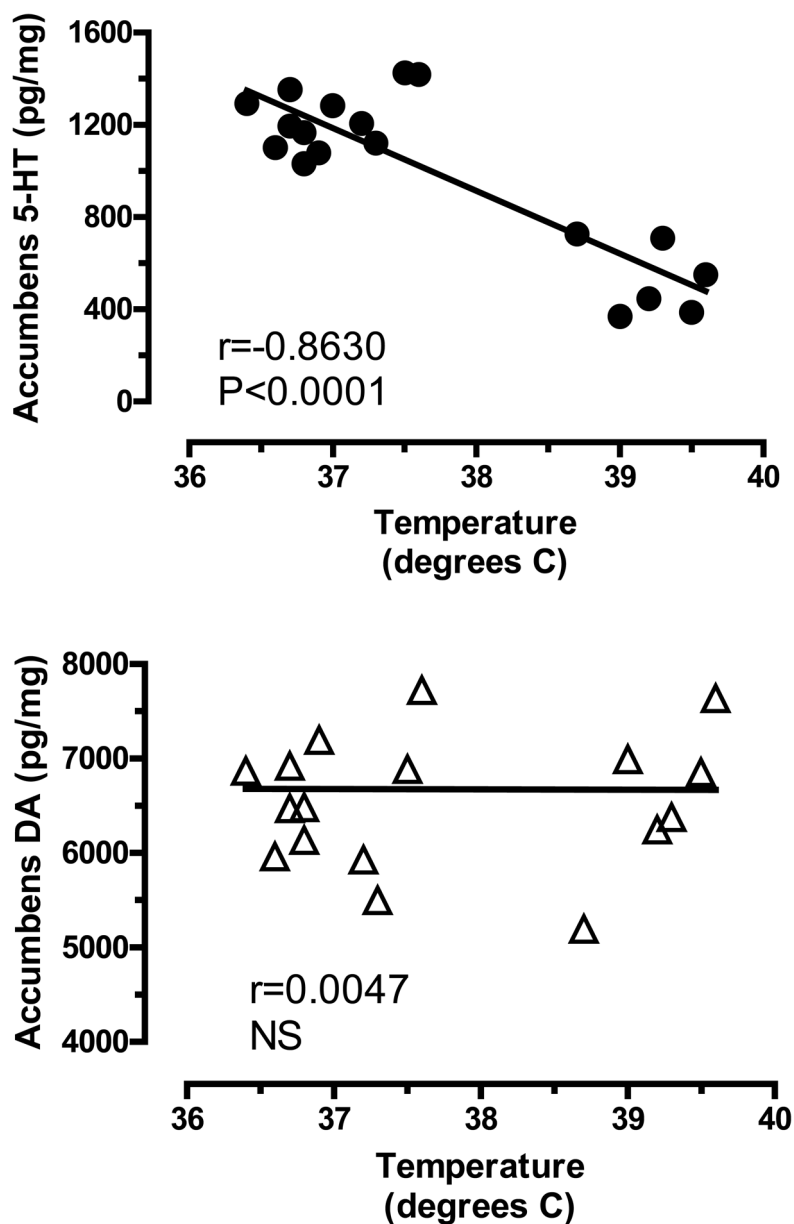 Accumbens 5-HT (pg/mg)
1600
1200
800
400
0
r=-0.8630
P<0.0001
36 37 38 39 40
Temperature
(degrees C)
Accumbens DA (pg/mg)
8000
7000
6000
5000
4000
r=0.0047
NS
36 37 38 39 40
Temperature
(degrees C)